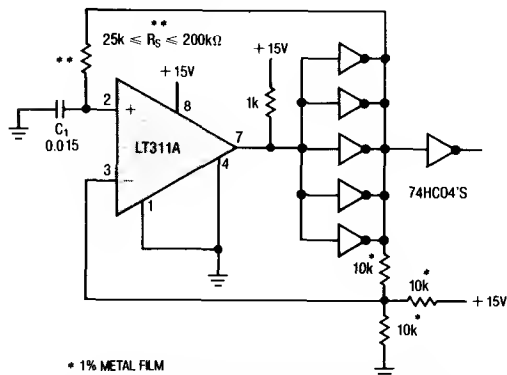 **
25k ≤ RS ≤ 200kΩ
**
+15V
+15V
8
1k
2
+
C1
0.015
LT311A
7
3
−
4
1
74HC04'S
10k*
10k*
+15V
10k*
* 1% METAL FILM